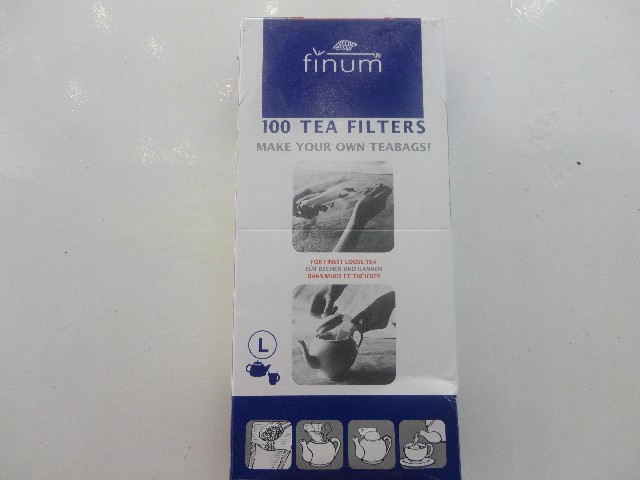 finum
100 TEA FILTERS
MAKE YOUR OWN TEABAGS!
FOR FINEST LOOSE TEA
FÜR BECHER UND KANNEN
DANS MUGS ET THÉIÈRES
L